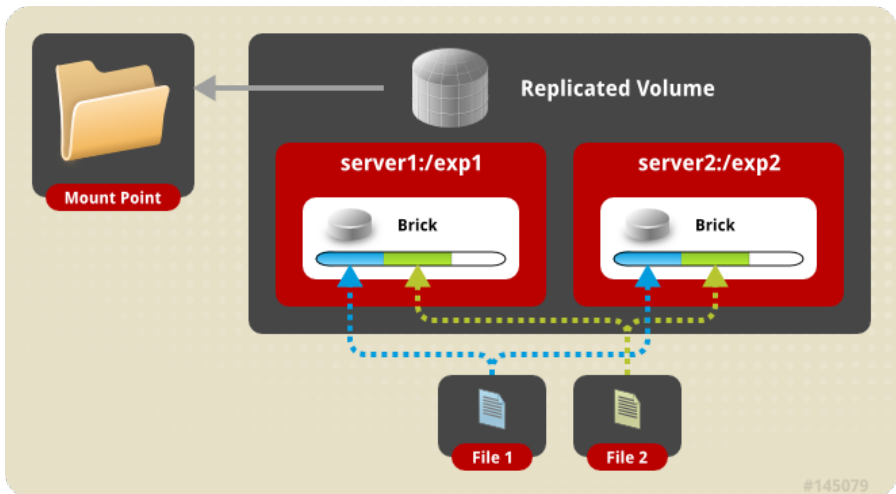 Replicated Volume
Mount Point
server1:/exp1
server2:/exp2
Brick
Brick
File 1
File 2
#145079